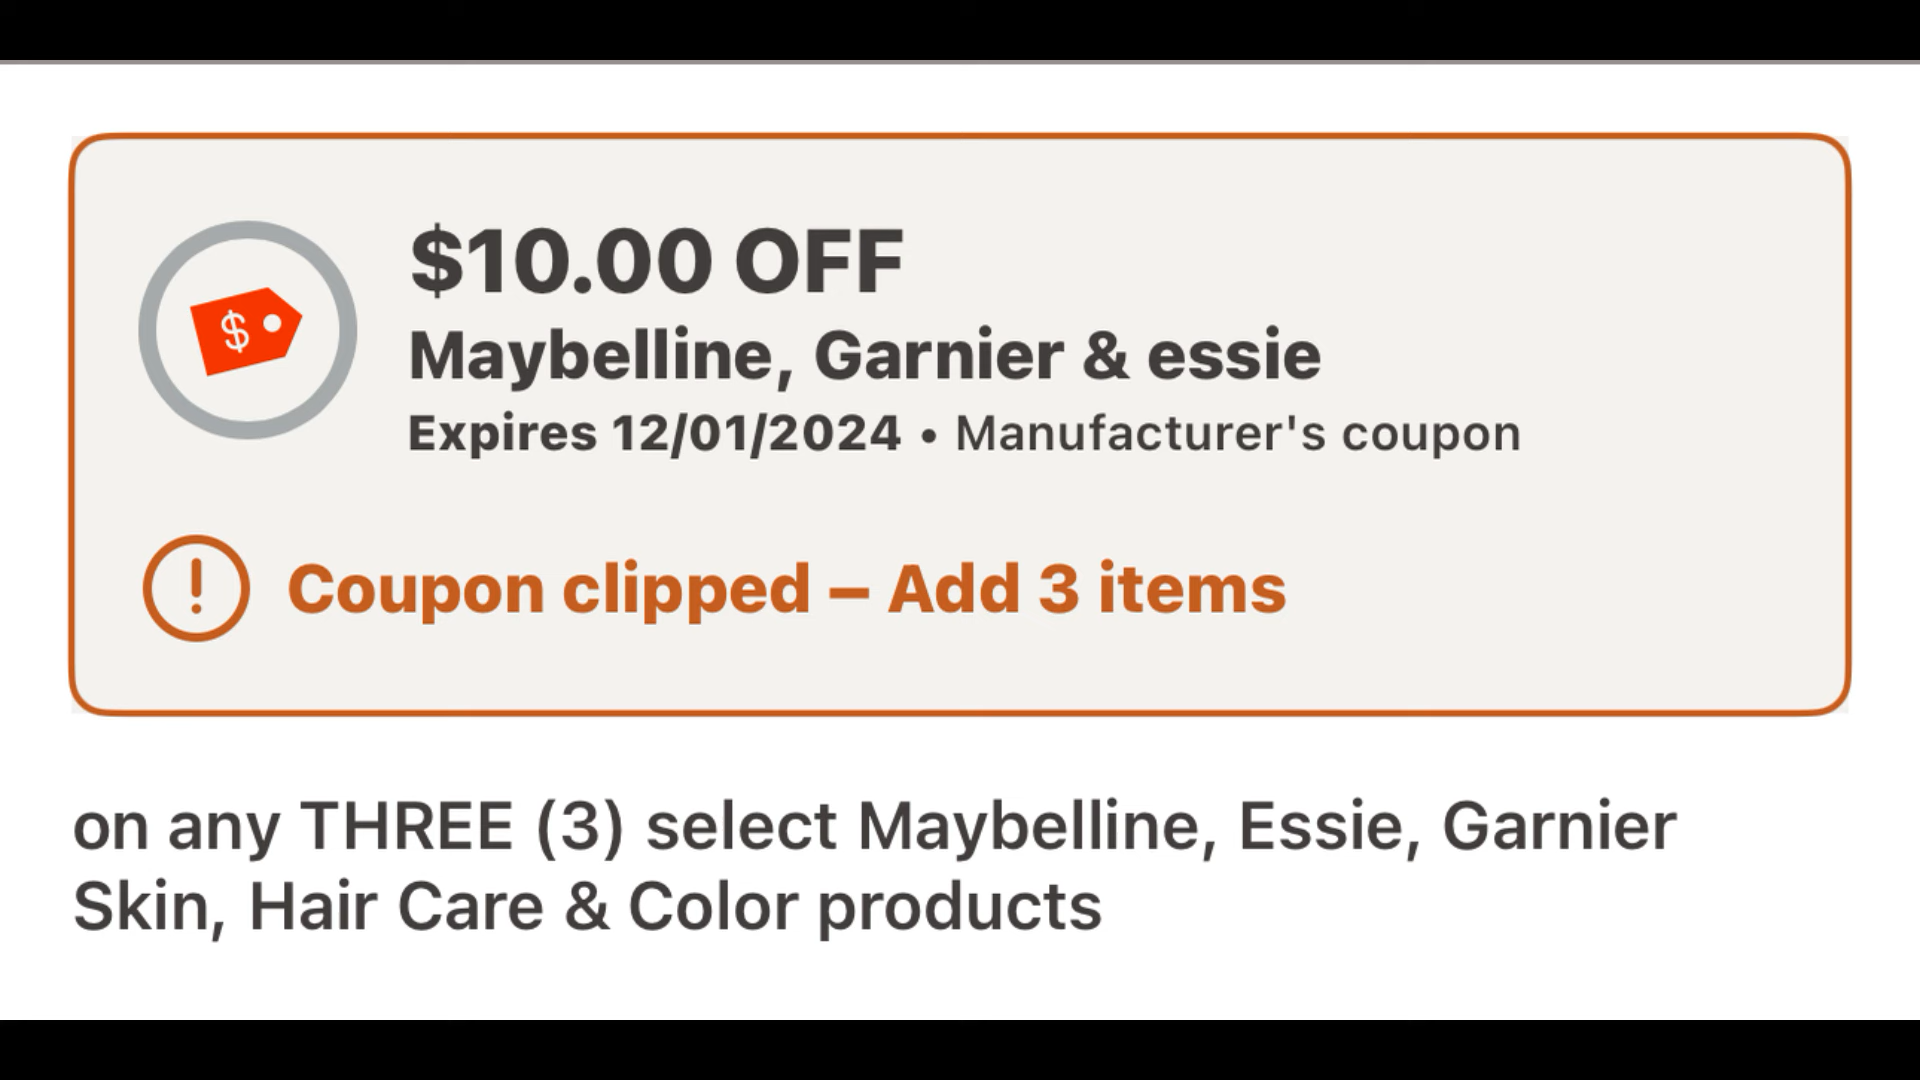 $10.00 OFF
Maybelline, Garnier & essie
Expires 12/01/2024 • Manufacturer's coupon
Coupon clipped – Add 3 items
on any THREE (3) select Maybelline, Essie, Garnier
Skin, Hair Care & Color products